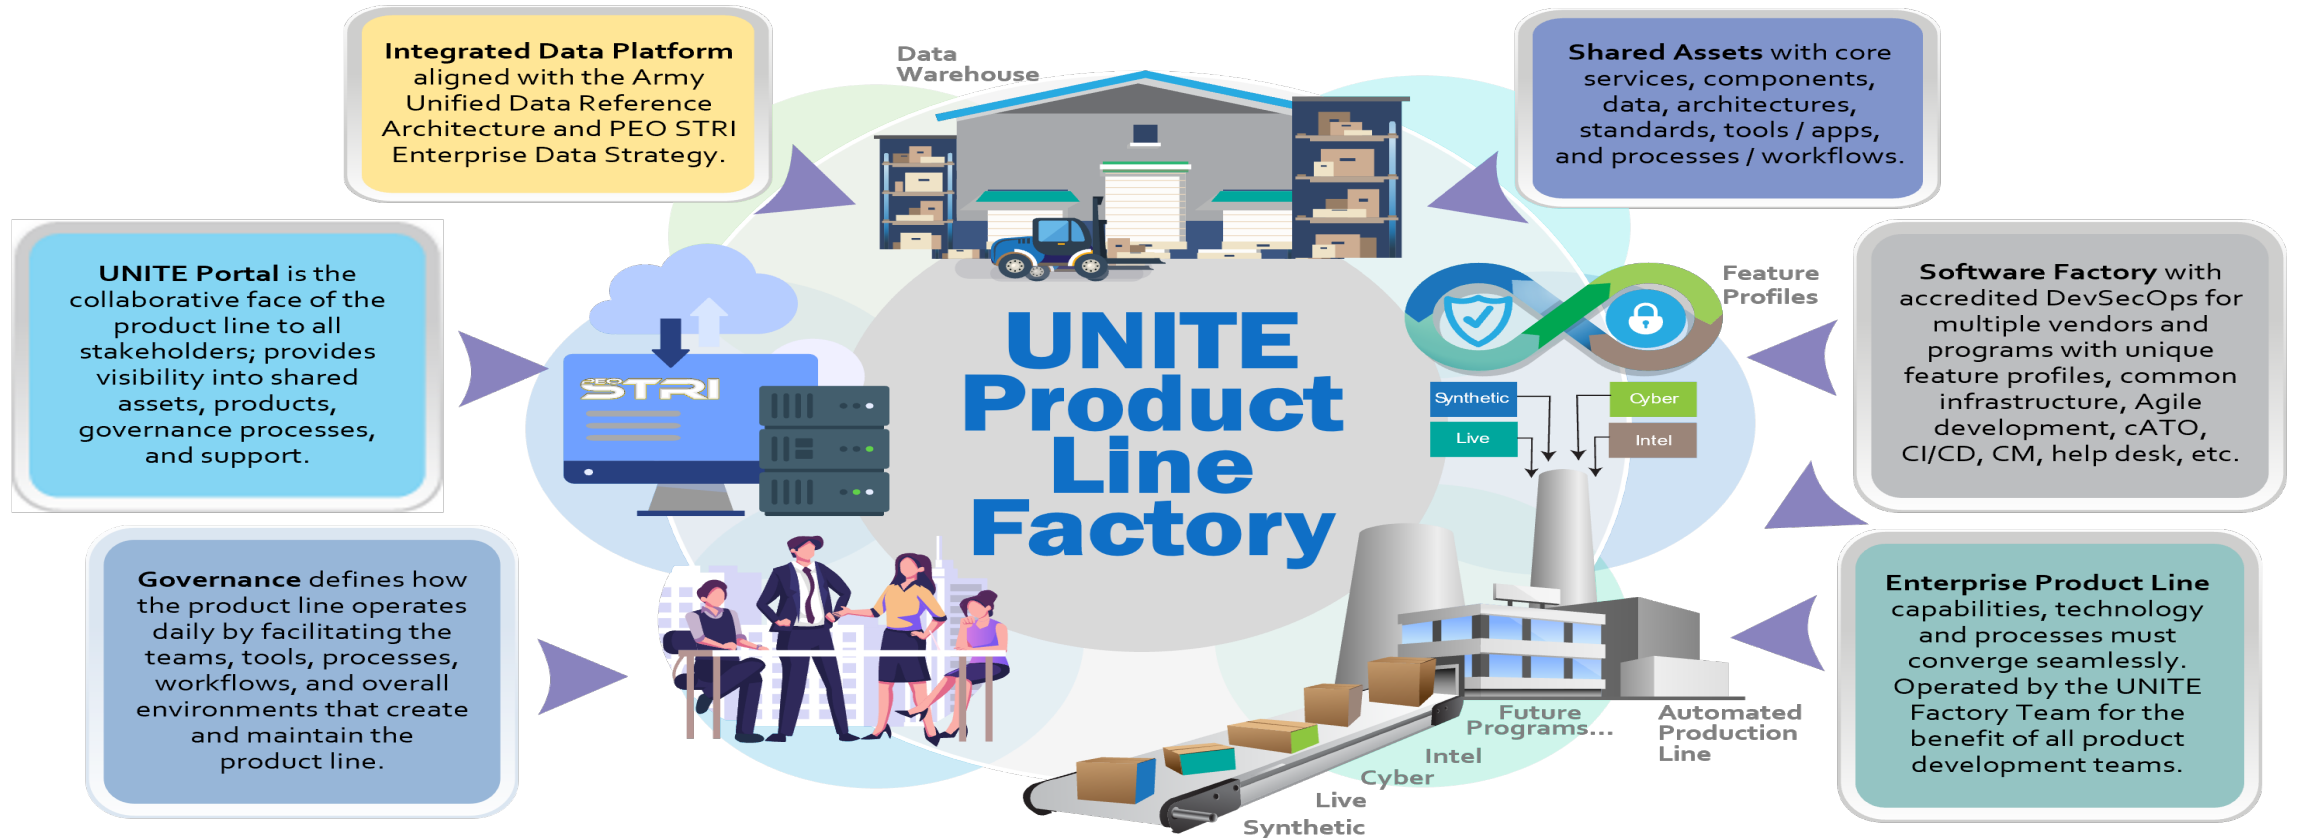 Integrated Data Platform
aligned with the Army
Unified Data Reference
Architecture and PEO STRI
Enterprise Data Strategy.
Data
Warehouse
Shared Assets with core
services, components,
data, architectures,
standards, tools / apps,
and processes / workflows.
UNITE Portal is the
collaborative face of the
product line to all
stakeholders; provides
visibility into shared
assets, products,
governance processes,
and support.
PEO
STRI
UNITE
Product
Line
Factory
Feature
Profiles
Synthetic
Cyber
Live
Intel
Software Factory with
accredited DevSecOps for
multiple vendors and
programs with unique
feature profiles, common
infrastructure, Agile
development, cATO,
CI/CD, CM, help desk, etc.
Governance defines how
the product line operates
daily by facilitating the
teams, tools, processes,
workflows, and overall
environments that create
and maintain the
product line.
Future
Programs...
Intel
Cyber
Live
Synthetic
Automated
Production
Line
Enterprise Product Line
capabilities, technology
and processes must
converge seamlessly.
Operated by the UNITE
Factory Team for the
benefit of all product
development teams.